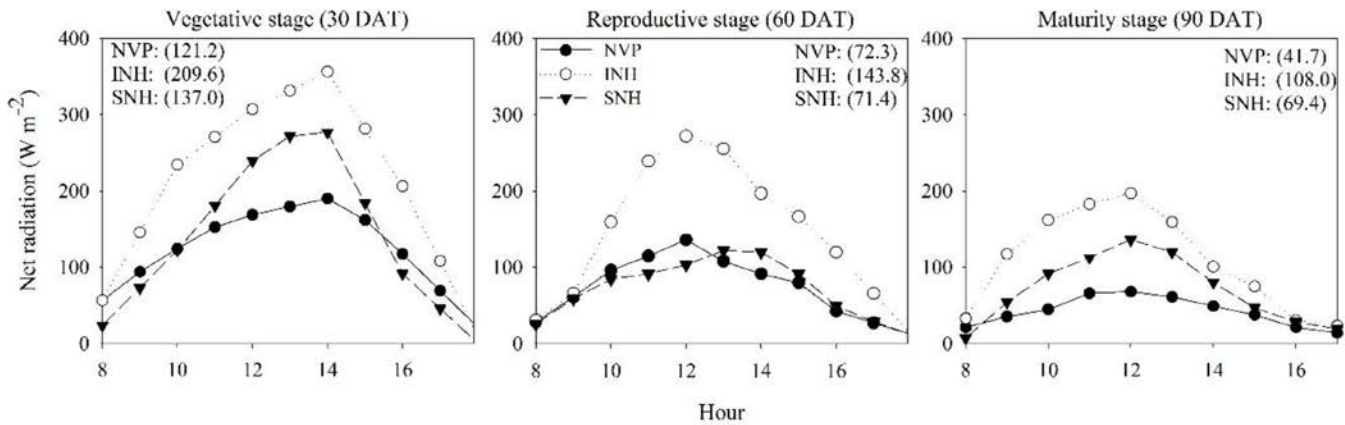 Vegetative stage (30 DAT)
Reproductive stage (60 DAT)
Maturity stage (90 DAT)
Net radiation (W m⁻²)
400
300
200
100
0
NVP: (121.2)
INH: (209.6)
SNH: (137.0)
8 10 12 14 16
400
300
200
100
0
NVP
INH
SNH
NVP: (72.3)
INH: (143.8)
SNH: (71.4)
8 10 12 14 16
400
300
200
100
0
NVP: (41.7)
INH: (108.0)
SNH: (69.4)
8 10 12 14 16
Hour